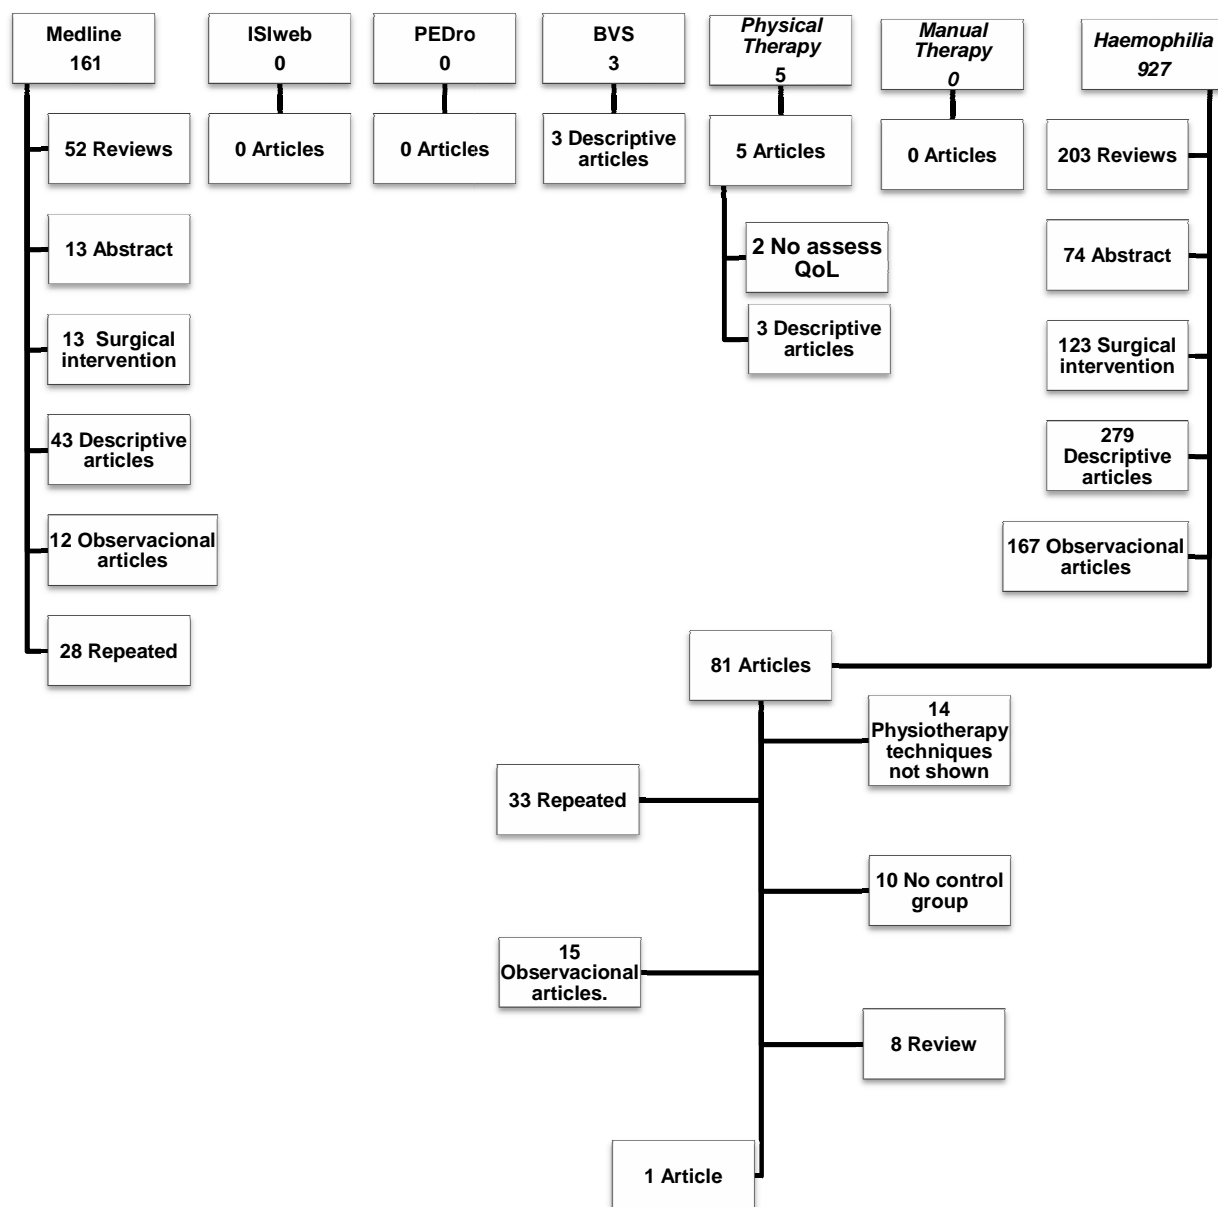 Medline
161
ISIweb
0
PEDro
0
BVS
3
Physical
Therapy
5
Manual
Therapy
0
Haemophilia
927
52 Reviews
0 Articles
0 Articles
3 Descriptive
articles
5 Articles
0 Articles
203 Reviews
13 Abstract
2 No assess
QoL
74 Abstract
13 Surgical
intervention
3 Descriptive
articles
123 Surgical
intervention
43 Descriptive
articles
279
Descriptive
articles
12 Observacional
articles
167 Observacional
articles
28 Repeated
81 Articles
14
Physiotherapy
techniques
not shown
33 Repeated
10 No control
group
15
Observacional
articles.
8 Review
1 Article